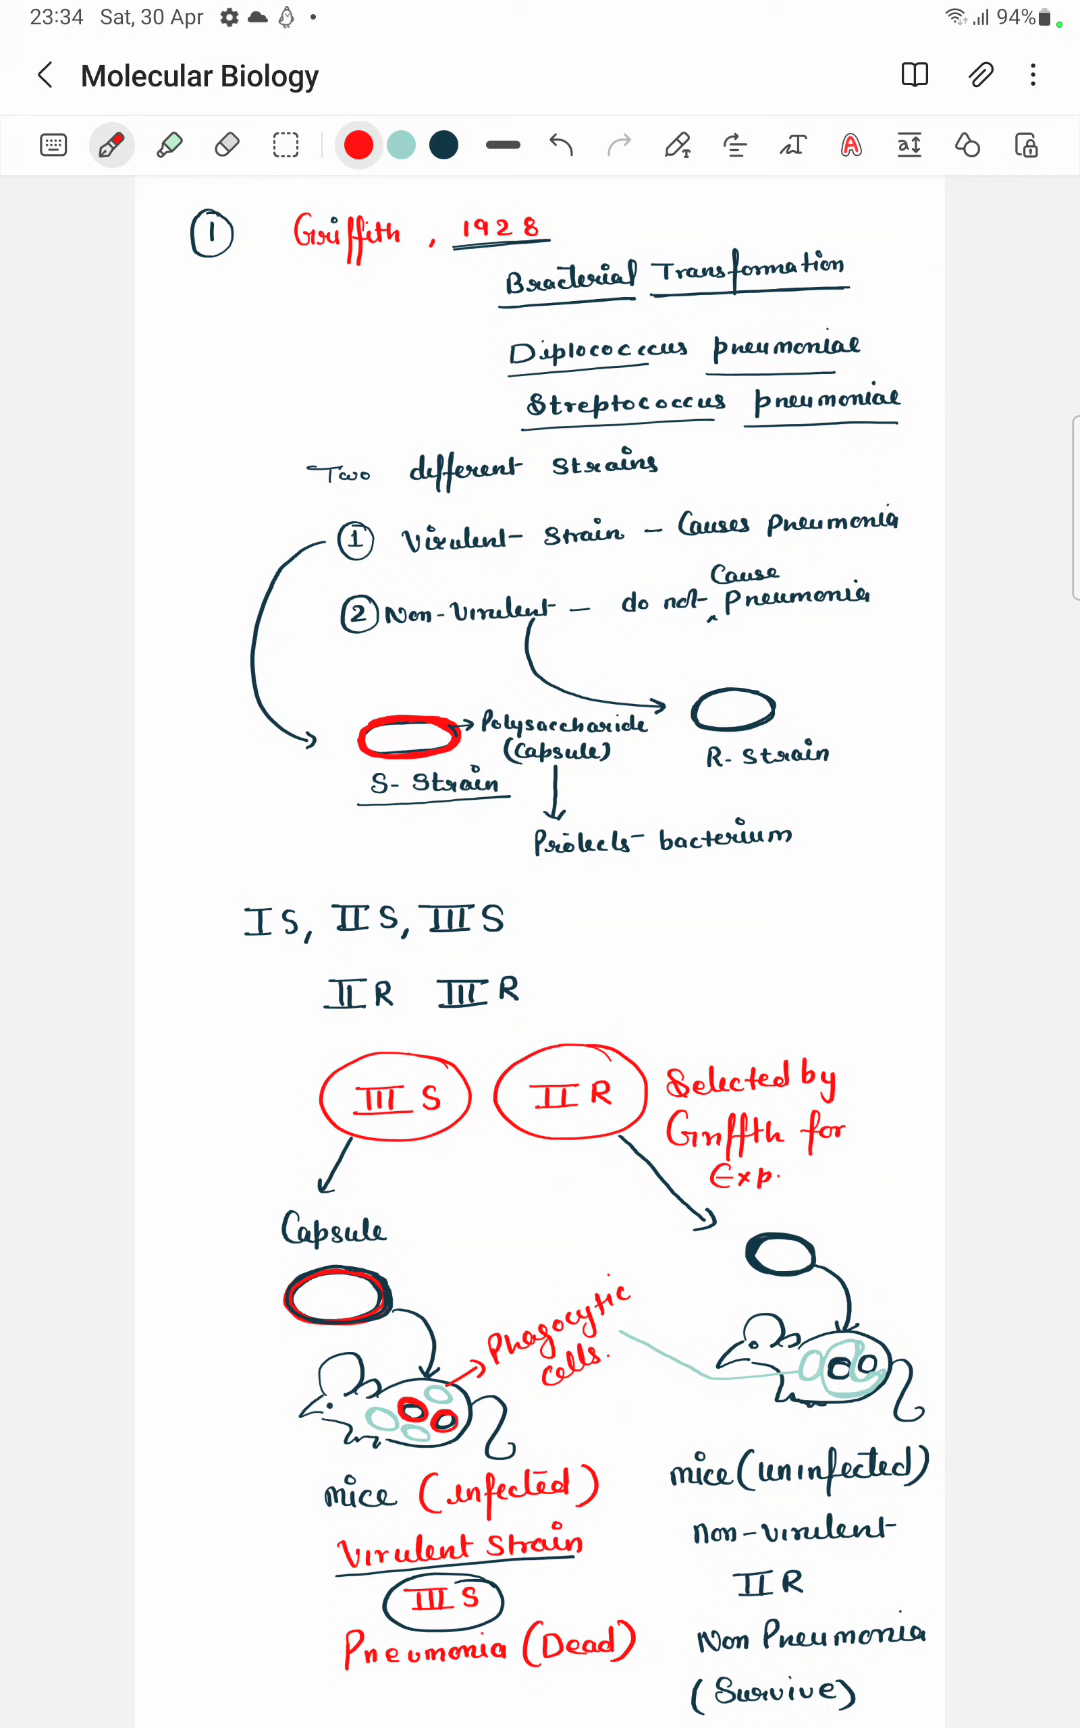 23:34 Sat, 30 Apr 94%
Molecular Biology
A
1 Griffith, 1928
Bracterial Transformation
Diplococcus pneumoniae
Streptococcus pneumoniae
Two different strains
1 Virulent strain – Causes pneumonia
Cause
2 Non-Virulent – do not ‸ Pneumonia
Polysaccharide
(Capsule)
S- Strain
R- Strain
Protects bacterium
I S, II S, III S
II R III R
III S II R Selected by
Griffth for
Exp.
Capsule
Phagocytic
cells.
mice (infected)
Virulent Strain
III S
Pneumonia (Dead)
mice (uninfected)
non-virulent
II R
Non Pneumonia
(Survive)